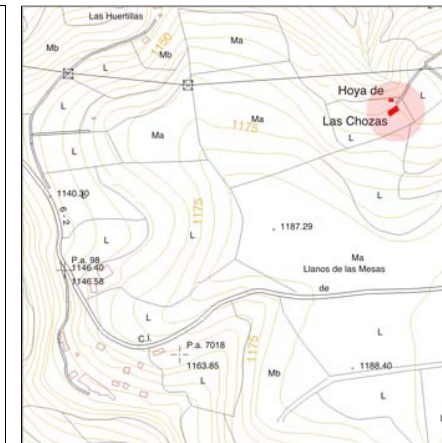 Las Huertillas
L
Mb
1150
Mb
Ma
L
Hoya de
Las Chozas
L
L
Ma
Ma
1175
L
L
1140.30
L
6 - 2
1175
L
L
1187.29
P.a. 98
1146.40
1146.58
L
Ma
Llanos de las Mesas
de
L
C.I.
P.a. 7018
1163.85
L
1175
Mb
L
1188.40
L